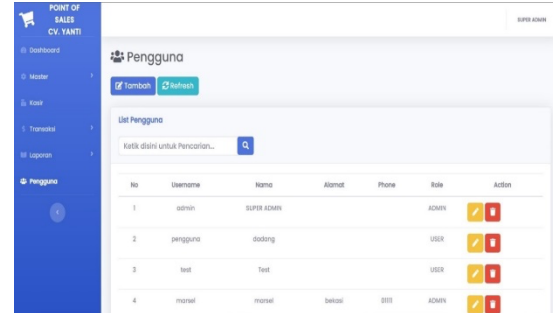 POINT OF
SALES
CV. YANTI
SUPER ADMIN
Dashboard
Master
Kasir
Transaksi
Laporan
Pengguna
Pengguna
Tambah
Refresh
List Pengguna
Ketik disini untuk Pencarian...
No Username Nama Alamat Phone Role Action
1 admin SUPER ADMIN ADMIN
2 pengguna dadang USER
3 test Test USER
4 marsel marsel bekasi 01111 ADMIN